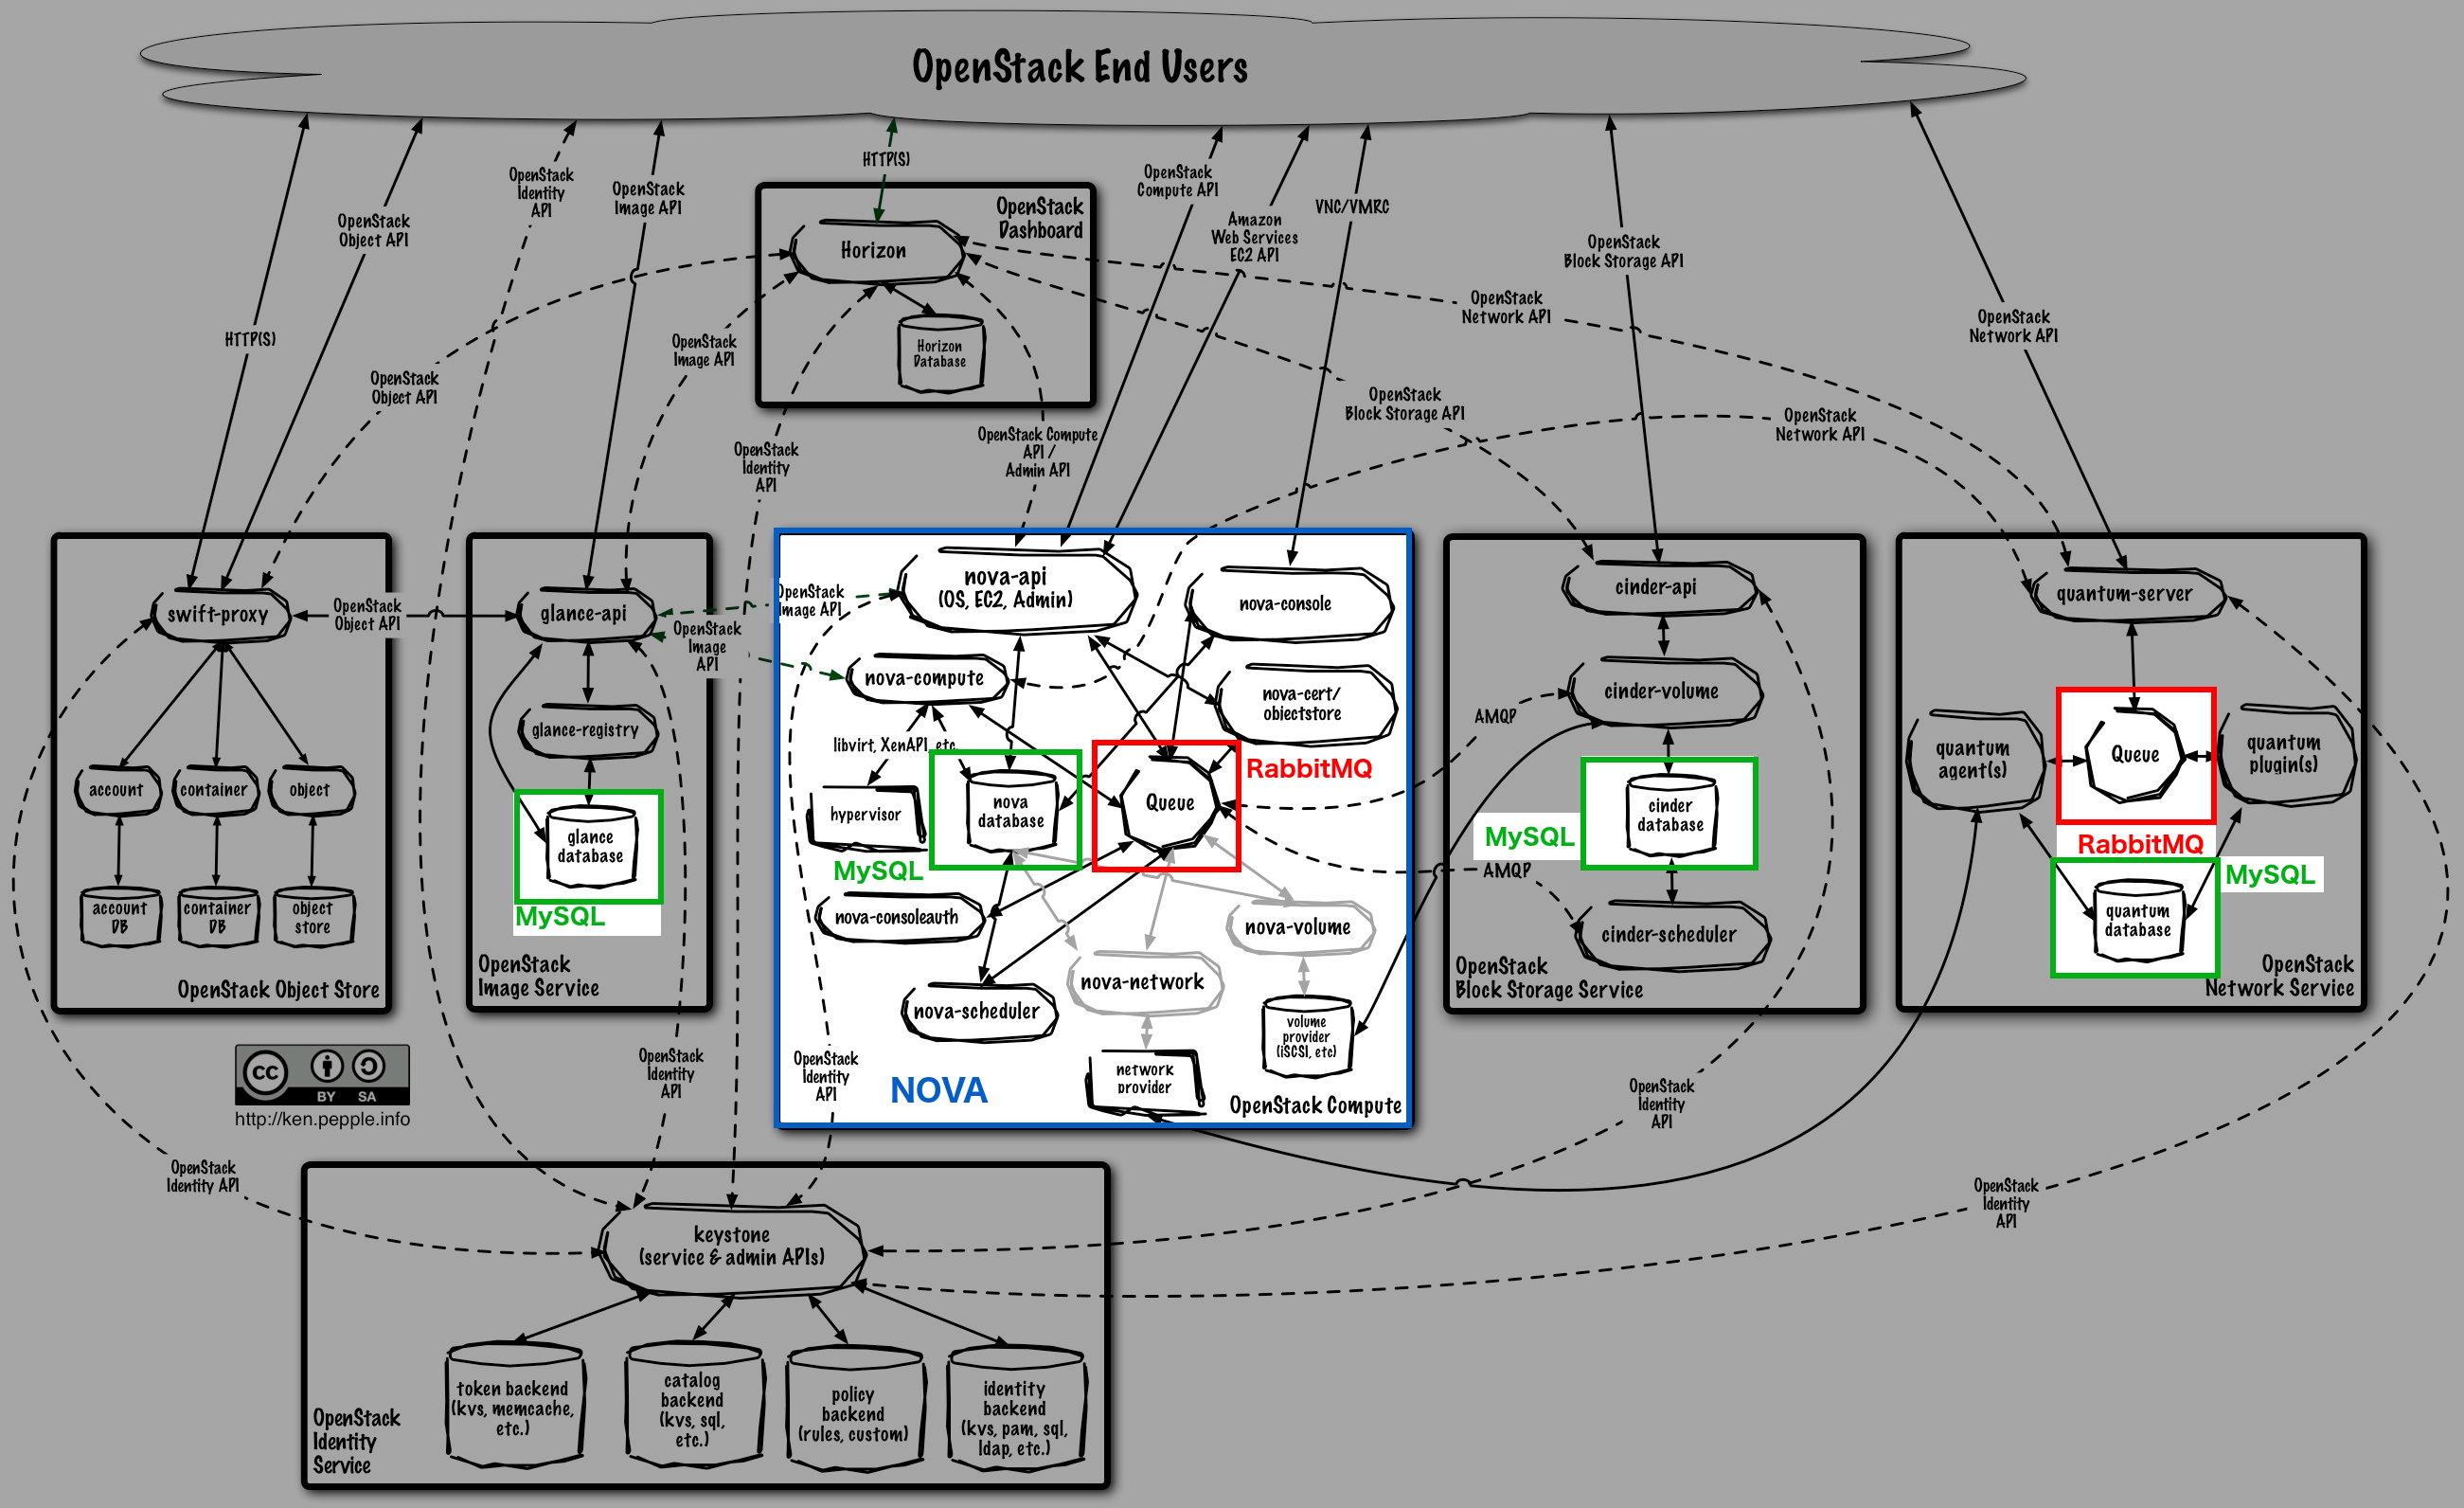 OpenStack End Users
HTTP(S)
OpenStack
Object API
OpenStack
Identity
API
OpenStack
Image API
HTTP(S)
OpenStack
Compute API
Amazon
Web Services
EC2 API
VNC/VMRC
OpenStack
Block Storage API
OpenStack
Network API
OpenStack
Dashboard
Horizon
Horizon
Database
OpenStack
Object API
OpenStack
Image API
OpenStack
Identity
API
OpenStack Compute
API /
Admin API
OpenStack
Block Storage API
OpenStack
Network API
OpenStack
Network API
swift-proxy
account
container
object
account
DB
container
DB
object
store
OpenStack Object Store
OpenStack
Object API
glance-api
glance-registry
glance
database
MySQL
OpenStack
Image Service
OpenStack
Image API
OpenStack
Image
API
nova-api
(OS, EC2, Admin)
nova-console
nova-compute
nova-cert/
objectstore
libvirt, XenAPI, etc.
hypervisor
nova
database
MySQL
Queue
RabbitMQ
nova-consoleauth
nova-volume
nova-network
nova-scheduler
volume
provider
(iSCSI, etc)
network
provider
OpenStack
Identity
API
NOVA
OpenStack Compute
cinder-api
cinder-volume
AMQP
cinder
database
MySQL
AMQP
cinder-scheduler
OpenStack
Block Storage Service
quantum-server
quantum
agent(s)
Queue
quantum
plugin(s)
RabbitMQ
MySQL
quantum
database
OpenStack
Network Service
CC
BY SA
http://ken.pepple.info
OpenStack
Identity API
OpenStack
Identity
API
OpenStack
Identity
API
OpenStack
Identity
API
keystone
(service & admin APIs)
token backend
(kvs, memcache,
etc.)
catalog
backend
(kvs, sql,
etc.)
policy
backend
(rules, custom)
identity
backend
(kvs, pam, sql,
ldap, etc.)
OpenStack
Identity
Service